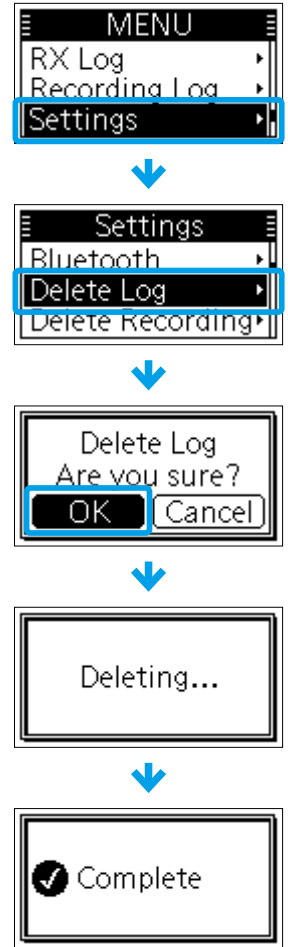 MENU
RX Log
Recording Log
Settings
Settings
Bluetooth
Delete Log
Delete Recording
Delete Log
Are you sure?
OK Cancel
Deleting...
Complete